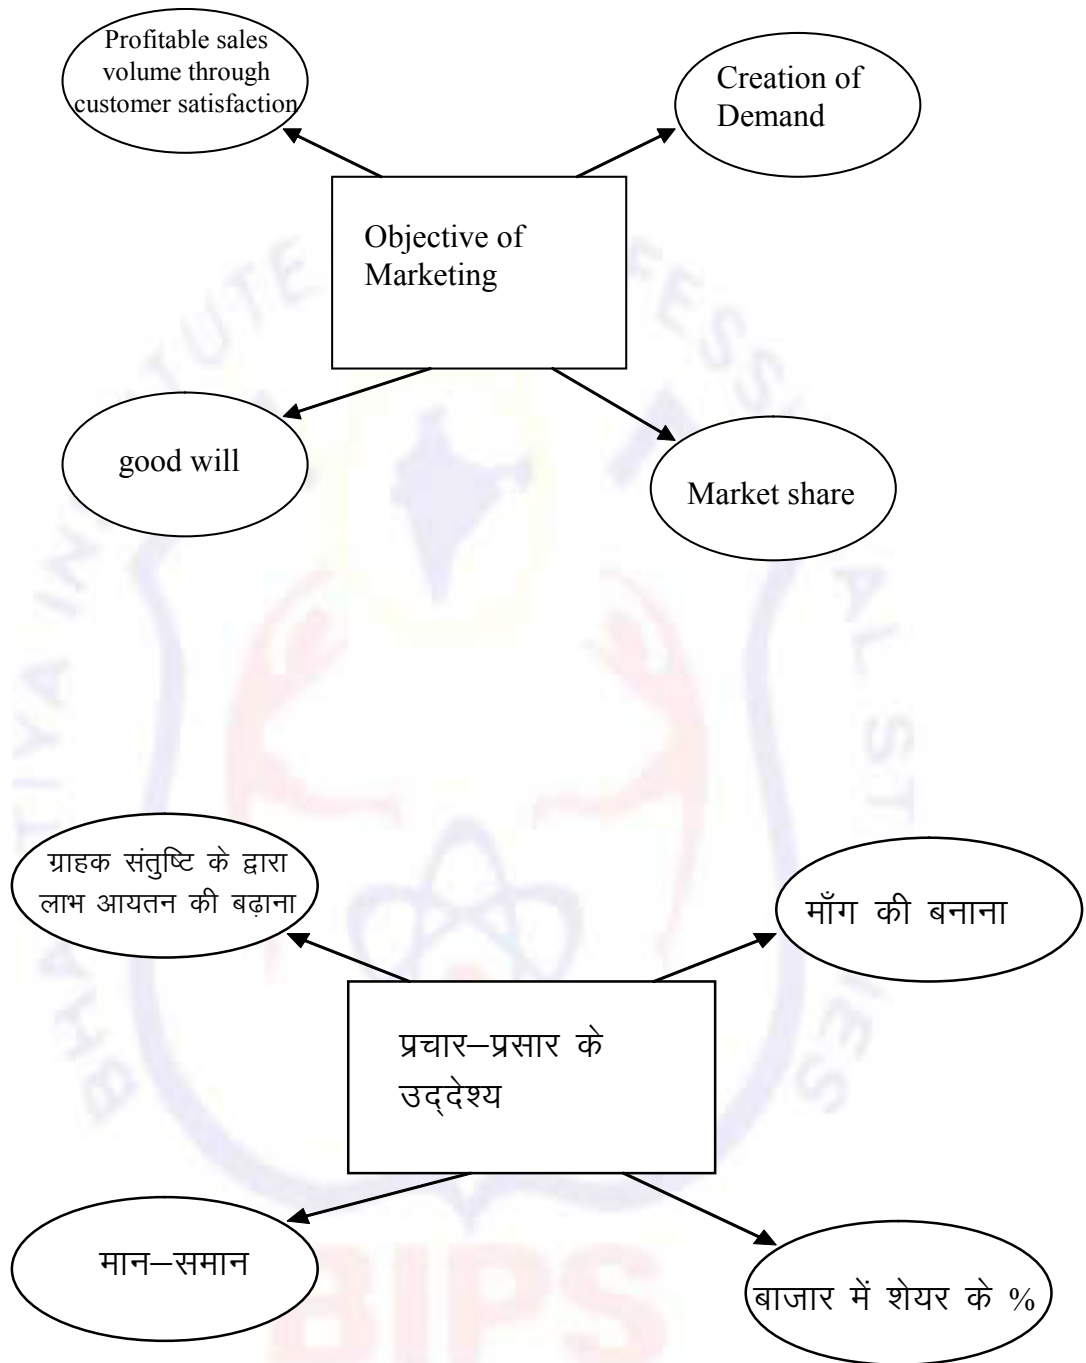 Profitable sales
volume through
customer satisfaction
Creation of
Demand
Objective of
Marketing
good will
Market share
ग्राहक संतुष्टि के द्वारा
लाभ आयतन की बढ़ाना
माँग की बनाना
प्रचार–प्रसार के
उद्देश्य
मान–समान
बाजार में शेयर के %
BIPS